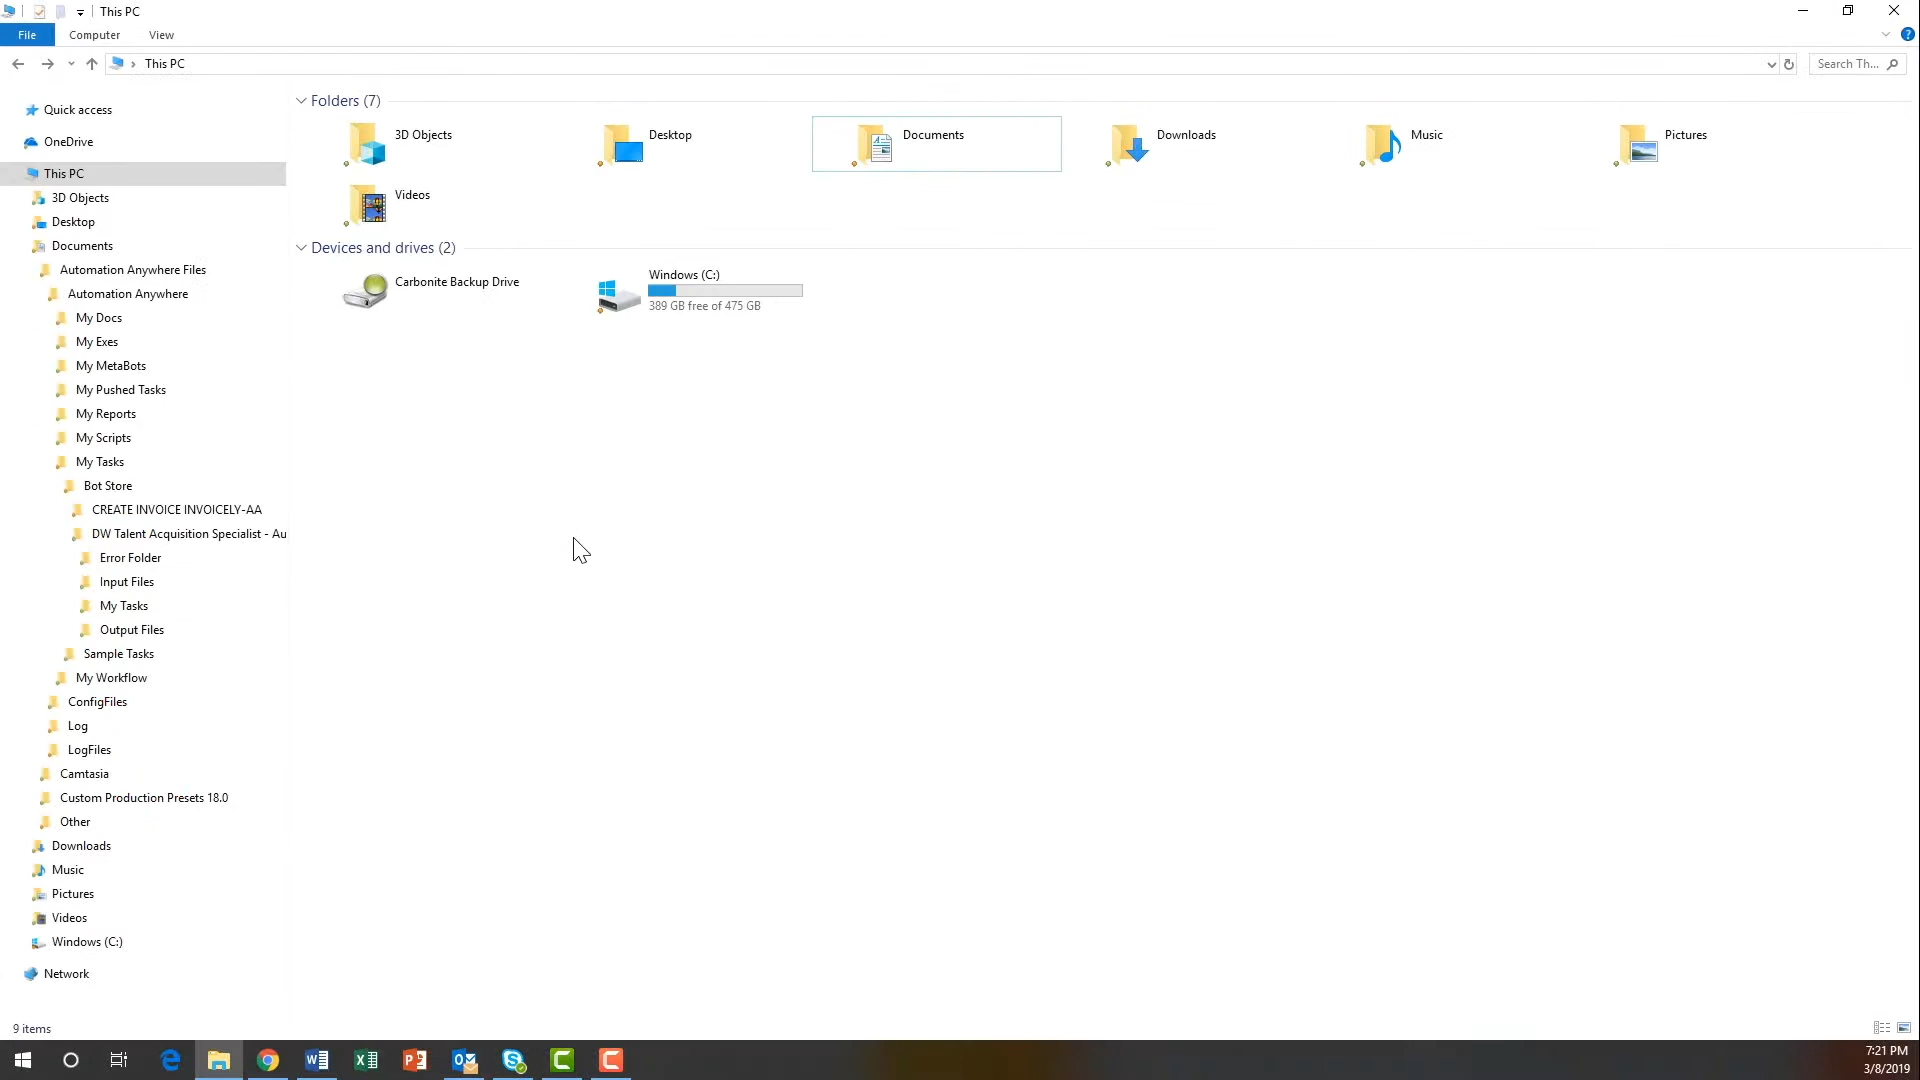 This PC
File
Computer
View
This PC
Search Th...
Quick access
OneDrive
This PC
3D Objects
Desktop
Documents
Automation Anywhere Files
Automation Anywhere
My Docs
My Exes
My MetaBots
My Pushed Tasks
My Reports
My Scripts
My Tasks
Bot Store
CREATE INVOICE INVOICELY-AA
DW Talent Acquisition Specialist - Au
Error Folder
Input Files
My Tasks
Output Files
Sample Tasks
My Workflow
ConfigFiles
Log
LogFiles
Camtasia
Custom Production Presets 18.0
Other
Downloads
Music
Pictures
Videos
Windows (C:)
Network
Folders (7)
3D Objects
Desktop
Documents
Downloads
Music
Pictures
Videos
Devices and drives (2)
Carbonite Backup Drive
Windows (C:)
389 GB free of 475 GB
9 items
7:21 PM
3/8/2019